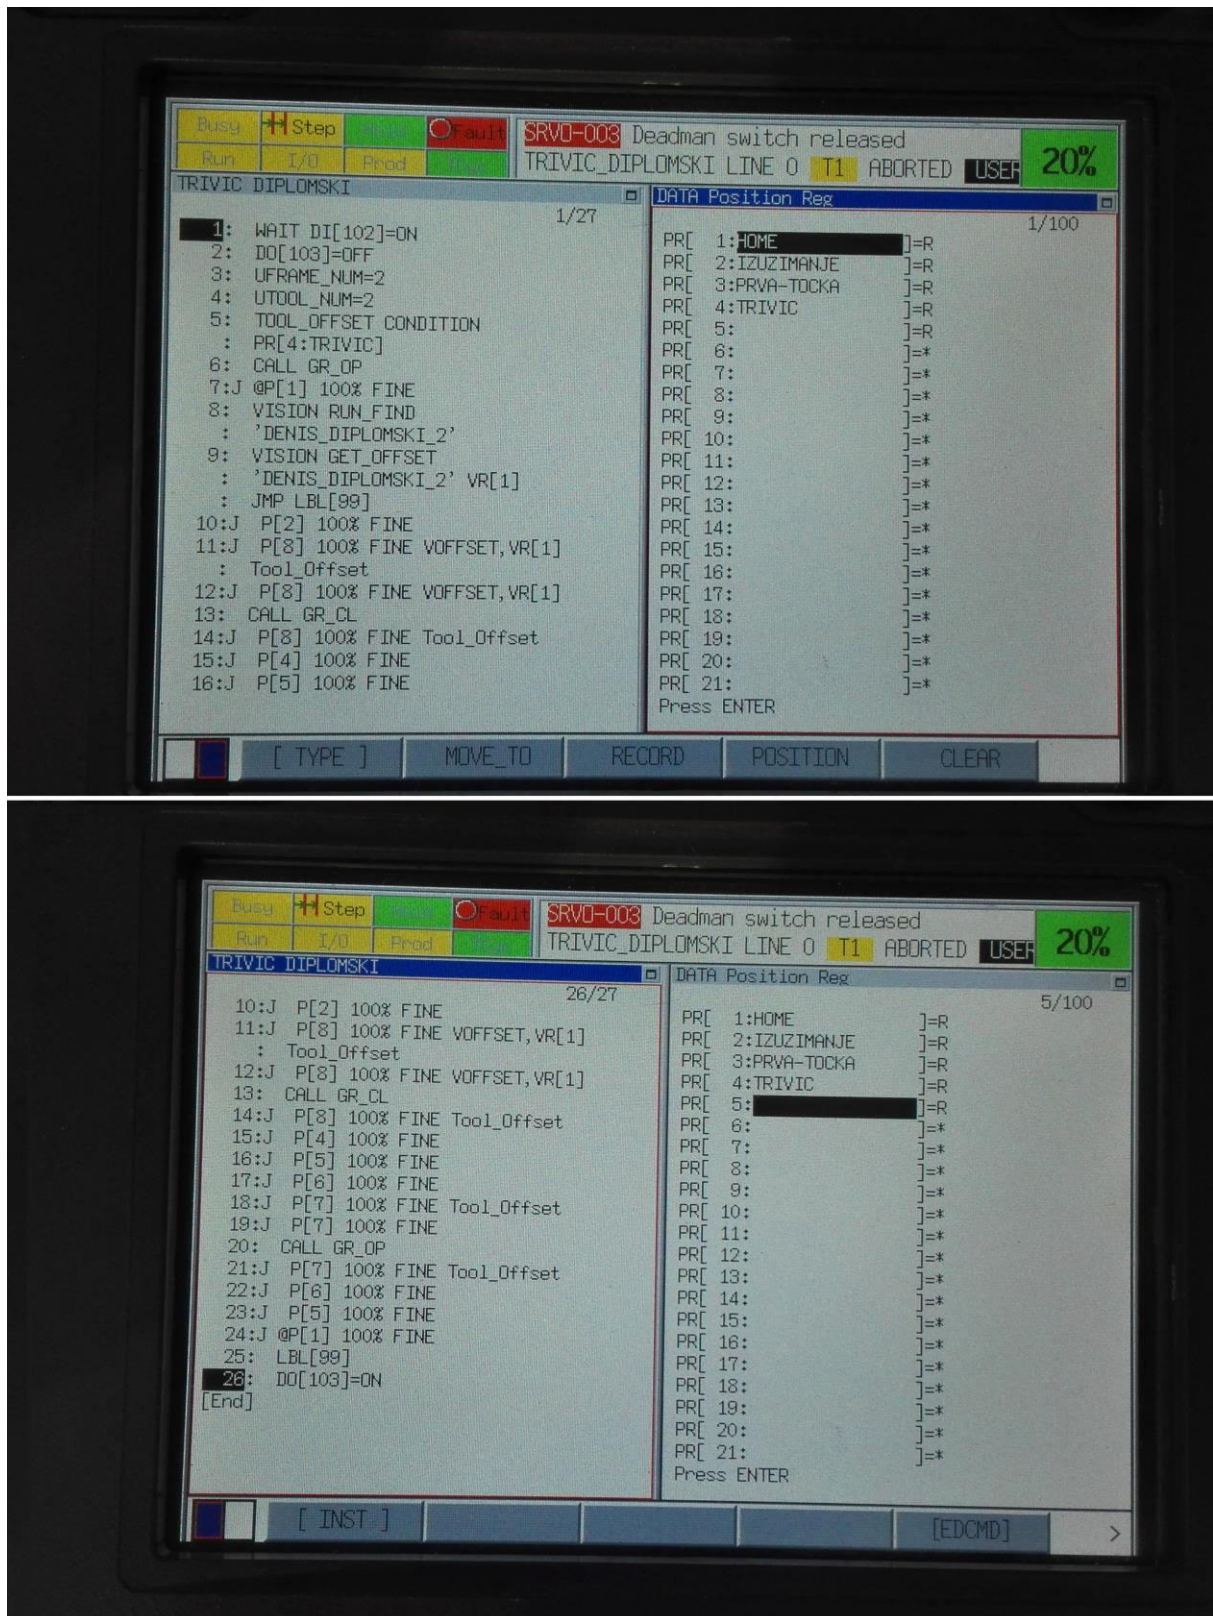 Busy Step Fault SRVO-003 Deadman switch released
Run I/O Prod TRIVIC_DIPLOMSKI LINE 0 T1 ABORTED USER 20%
TRIVIC DIPLOMSKI
1/27
1: WAIT DI[102]=ON
2: DO[103]=OFF
3: UFRAME_NUM=2
4: UTOOL_NUM=2
5: TOOL_OFFSET CONDITION
: PR[4:TRIVIC]
6: CALL GR_OP
7:J @P[1] 100% FINE
8: VISION RUN_FIND
: 'DENIS_DIPLOMSKI_2'
9: VISION GET_OFFSET
: 'DENIS_DIPLOMSKI_2' VR[1]
: JMP LBL[99]
10:J P[2] 100% FINE
11:J P[8] 100% FINE VOFFSET,VR[1]
: Tool_Offset
12:J P[8] 100% FINE VOFFSET,VR[1]
13: CALL GR_CL
14:J P[8] 100% FINE Tool_Offset
15:J P[4] 100% FINE
16:J P[5] 100% FINE
DATA Position Reg
1/100
PR[ 1:HOME ]=R
PR[ 2:IZUZIMANJE ]=R
PR[ 3:PRVA-TOCKA ]=R
PR[ 4:TRIVIC ]=R
PR[ 5: ]=R
PR[ 6: ]=*
PR[ 7: ]=*
PR[ 8: ]=*
PR[ 9: ]=*
PR[ 10: ]=*
PR[ 11: ]=*
PR[ 12: ]=*
PR[ 13: ]=*
PR[ 14: ]=*
PR[ 15: ]=*
PR[ 16: ]=*
PR[ 17: ]=*
PR[ 18: ]=*
PR[ 19: ]=*
PR[ 20: ]=*
PR[ 21: ]=*
Press ENTER
[ TYPE ] MOVE_TO RECORD POSITION CLEAR
Busy Step Fault SRVO-003 Deadman switch released
Run I/O Prod TRIVIC_DIPLOMSKI LINE 0 T1 ABORTED USER 20%
TRIVIC DIPLOMSKI
26/27
10:J P[2] 100% FINE
11:J P[8] 100% FINE VOFFSET,VR[1]
: Tool_Offset
12:J P[8] 100% FINE VOFFSET,VR[1]
13: CALL GR_CL
14:J P[8] 100% FINE Tool_Offset
15:J P[4] 100% FINE
16:J P[5] 100% FINE
17:J P[6] 100% FINE
18:J P[7] 100% FINE Tool_Offset
19:J P[7] 100% FINE
20: CALL GR_OP
21:J P[7] 100% FINE Tool_Offset
22:J P[6] 100% FINE
23:J P[5] 100% FINE
24:J @P[1] 100% FINE
25: LBL[99]
26: DO[103]=ON
[End]
DATA Position Reg
5/100
PR[ 1:HOME ]=R
PR[ 2:IZUZIMANJE ]=R
PR[ 3:PRVA-TOCKA ]=R
PR[ 4:TRIVIC ]=R
PR[ 5: ]=R
PR[ 6: ]=*
PR[ 7: ]=*
PR[ 8: ]=*
PR[ 9: ]=*
PR[ 10: ]=*
PR[ 11: ]=*
PR[ 12: ]=*
PR[ 13: ]=*
PR[ 14: ]=*
PR[ 15: ]=*
PR[ 16: ]=*
PR[ 17: ]=*
PR[ 18: ]=*
PR[ 19: ]=*
PR[ 20: ]=*
PR[ 21: ]=*
Press ENTER
[ INST ] [EDCMD] >